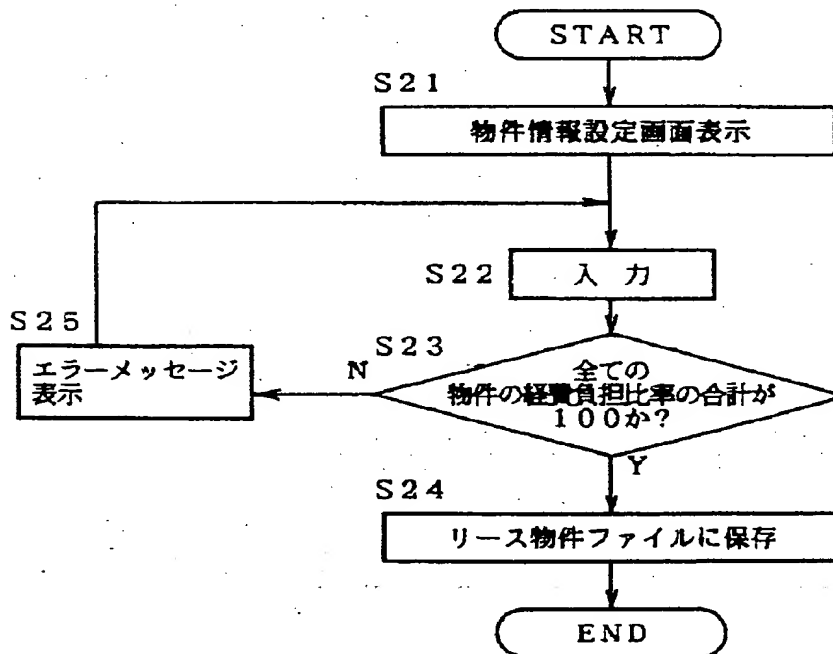 START
S21
物件情報設定画面表示
S22
入 力
S25
エラーメッセージ
表示
S23
N
全ての
物件の経費負担比率の合計が
100か?
Y
S24
リース物件ファイルに保存
END